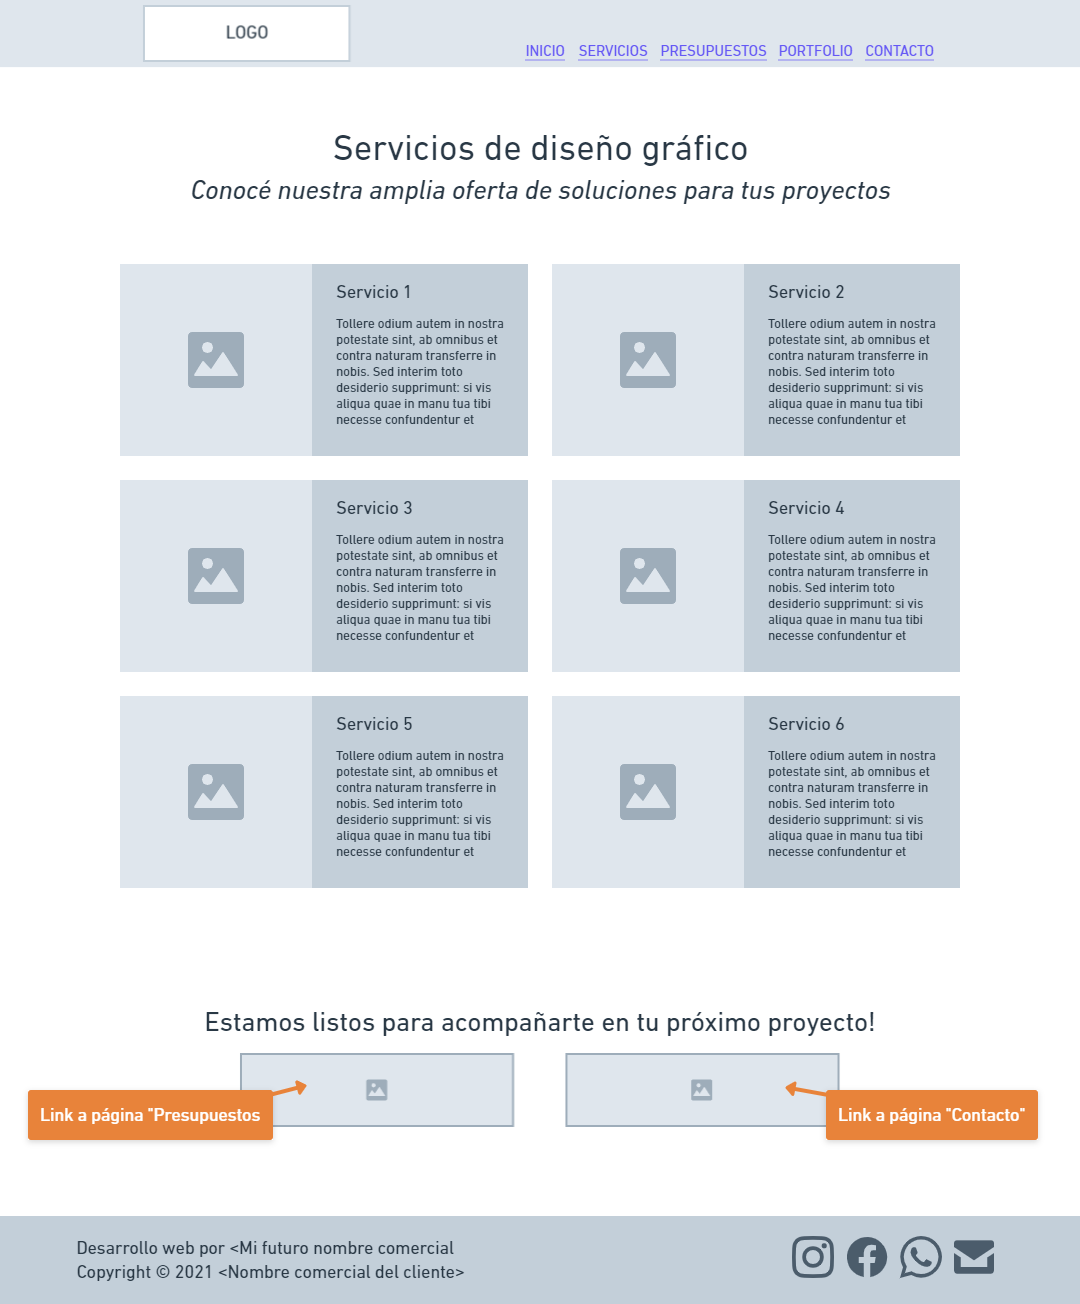 LOGO
INICIO SERVICIOS PRESUPUESTOS PORTFOLIO CONTACTO
Servicios de diseño gráfico
Conocé nuestra amplia oferta de soluciones para tus proyectos
Servicio 1
Tollere odium autem in nostra
potestate sint, ab omnibus et
contra naturam transferre in
nobis. Sed interim toto
desiderio supprimunt: si vis
aliqua quae in manu tua tibi
necesse confundentur et
Servicio 2
Tollere odium autem in nostra
potestate sint, ab omnibus et
contra naturam transferre in
nobis. Sed interim toto
desiderio supprimunt: si vis
aliqua quae in manu tua tibi
necesse confundentur et
Servicio 3
Tollere odium autem in nostra
potestate sint, ab omnibus et
contra naturam transferre in
nobis. Sed interim toto
desiderio supprimunt: si vis
aliqua quae in manu tua tibi
necesse confundentur et
Servicio 4
Tollere odium autem in nostra
potestate sint, ab omnibus et
contra naturam transferre in
nobis. Sed interim toto
desiderio supprimunt: si vis
aliqua quae in manu tua tibi
necesse confundentur et
Servicio 5
Tollere odium autem in nostra
potestate sint, ab omnibus et
contra naturam transferre in
nobis. Sed interim toto
desiderio supprimunt: si vis
aliqua quae in manu tua tibi
necesse confundentur et
Servicio 6
Tollere odium autem in nostra
potestate sint, ab omnibus et
contra naturam transferre in
nobis. Sed interim toto
desiderio supprimunt: si vis
aliqua quae in manu tua tibi
necesse confundentur et
Estamos listos para acompañarte en tu próximo proyecto!
Link a página "Presupuestos
Link a página "Contacto"
Desarrollo web por <Mi futuro nombre comercial
Copyright © 2021 <Nombre comercial del cliente>